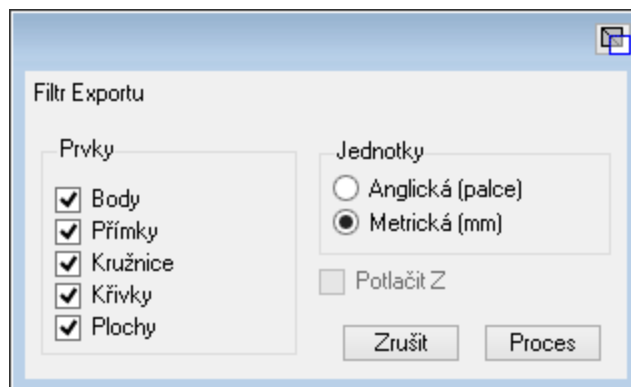 Filtr Exportu
Prvky
Body
Přímky
Kružnice
Křivky
Plochy
Jednotky
Anglická (palce)
Metrická (mm)
Potlačit Z
Zrušit
Proces